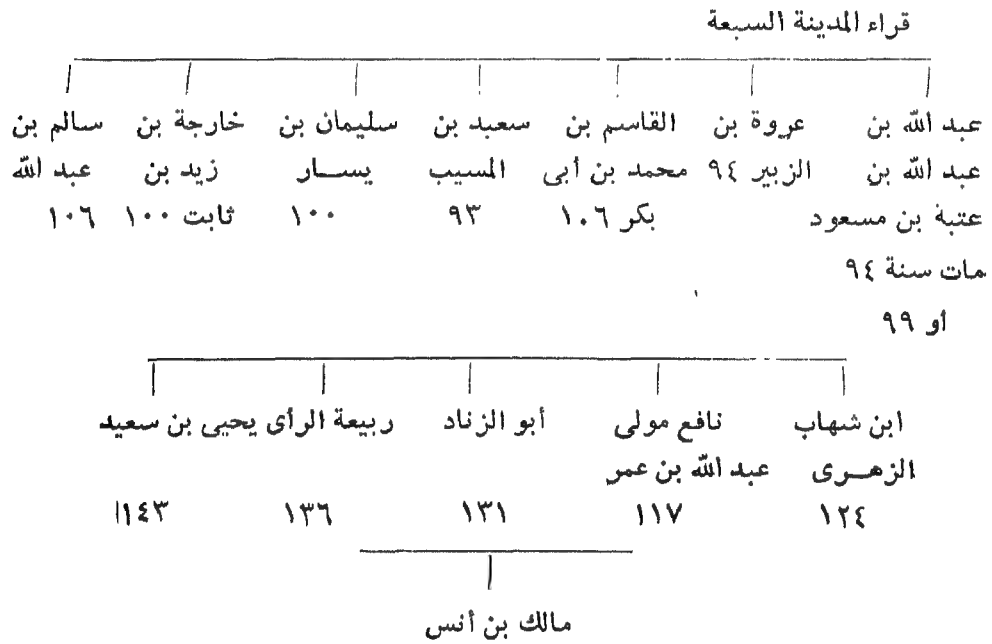 قراء المدينة السبعة
عبد الله بن عروة بن القاسم بن سعيد بن سليمان بن خارجة بن سالم بن
عبد الله بن الزبير ٩٤ محمد بن أبى المسيب يسار زيد بن عبد الله
عتبة بن مسعود بكر ١٠٦ ٩٣ ١٠٠ ثابت ١٠٠ ١٠٦
مات سنة ٩٤
أو ٩٩
ابن شهاب نافع مولى أبو الزناد ربيعة الرأى يحيى بن سعيد
الزهرى عبد الله بن عمر
١٢٤ ١١٧ ١٣١ ١٣٦ ١٤٣
مالك بن أنس